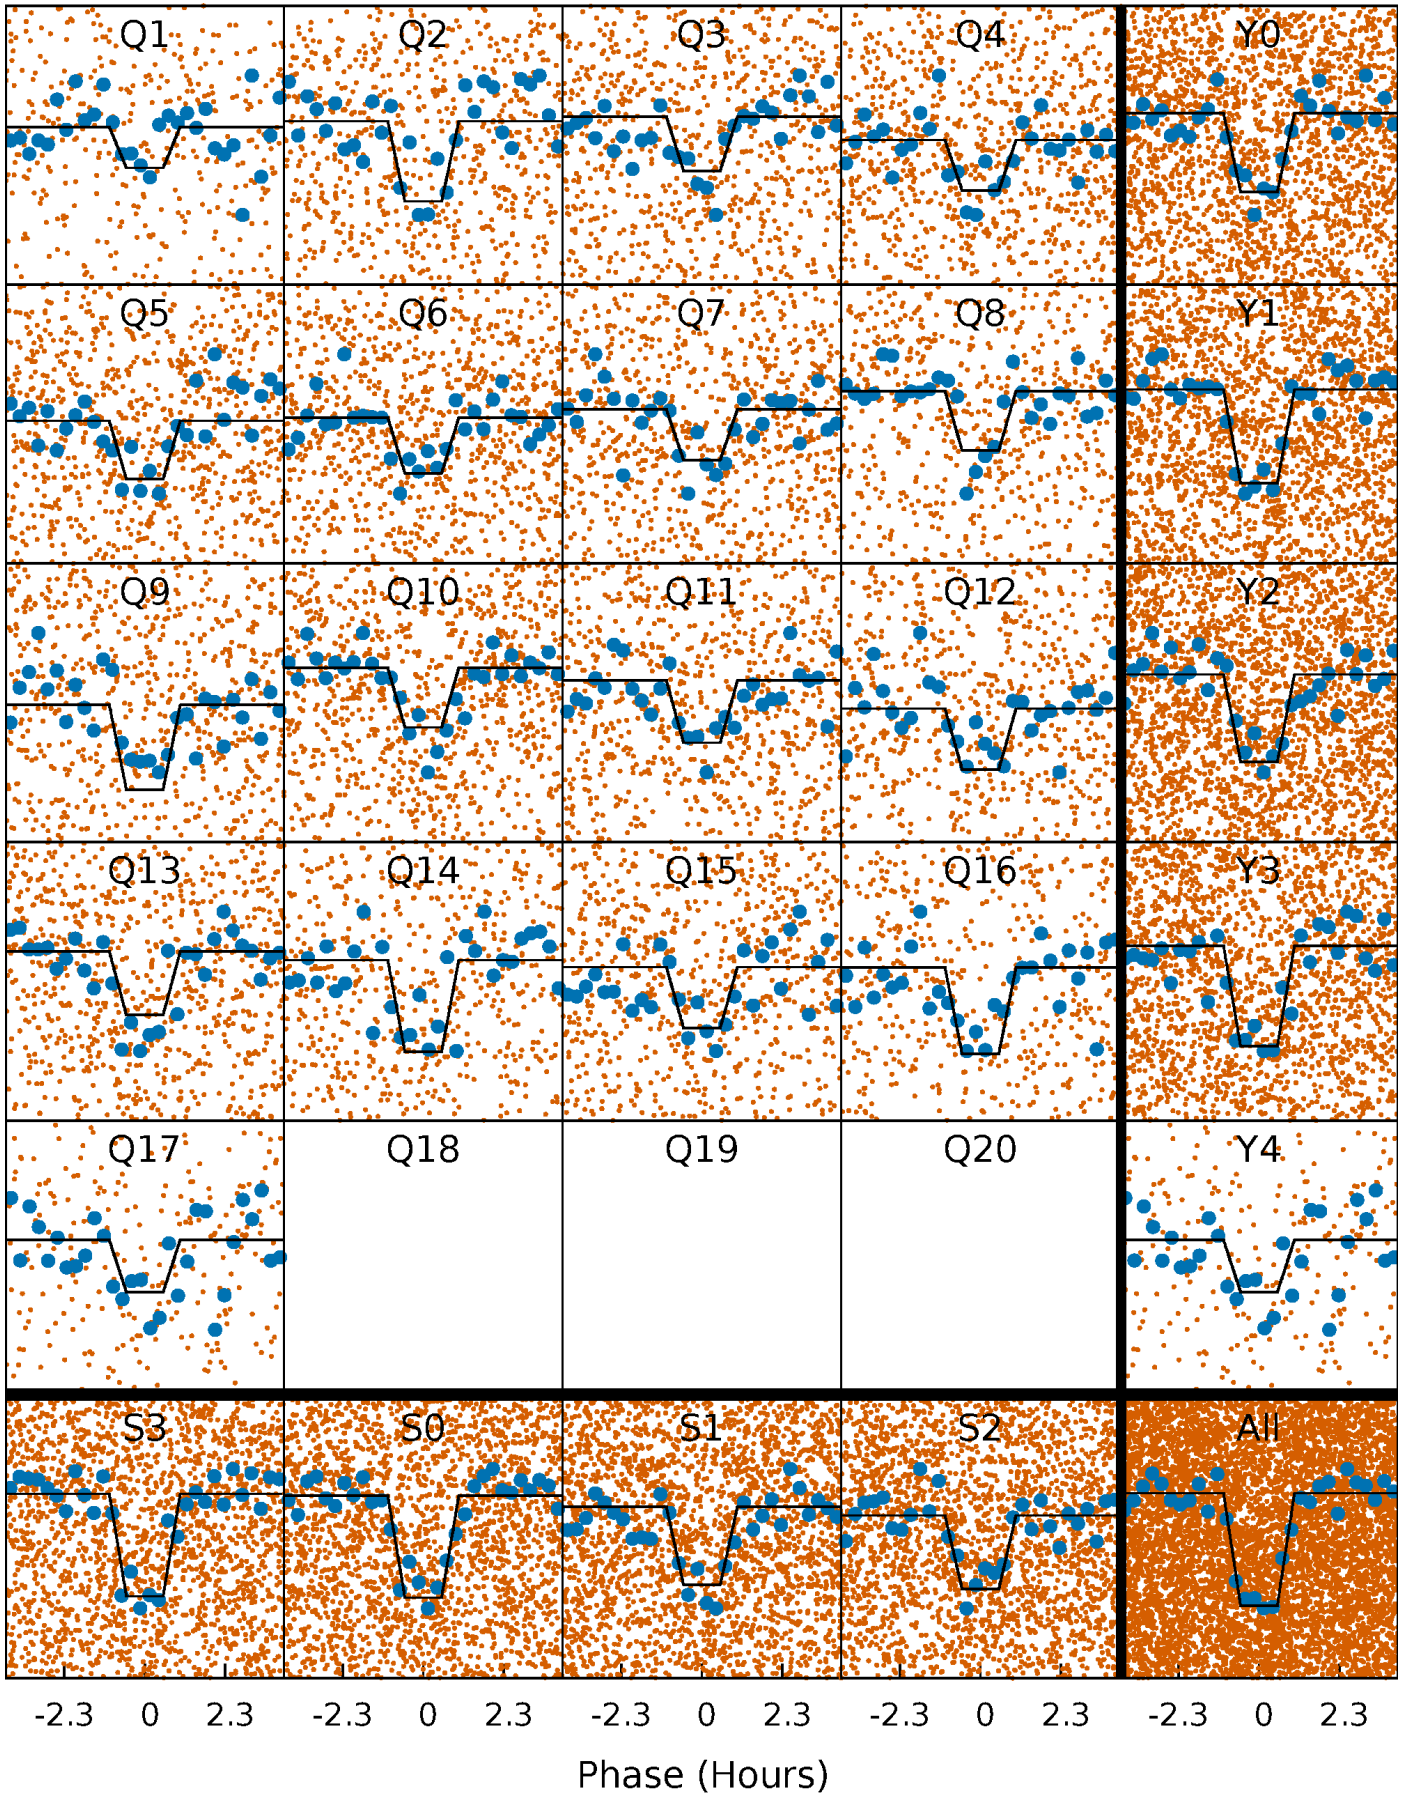 Q1 Q2 Q3 Q4 Y0
Q5 Q6 Q7 Q8 Y1
Q9 Q10 Q11 Q12 Y2
Q13 Q14 Q15 Q16 Y3
Q17 Q18 Q19 Q20 Y4
S3 S0 S1 S2 All
-2.3 0 2.3 -2.3 0 2.3 -2.3 0 2.3 -2.3 0 2.3 -2.3 0 2.3
Phase (Hours)